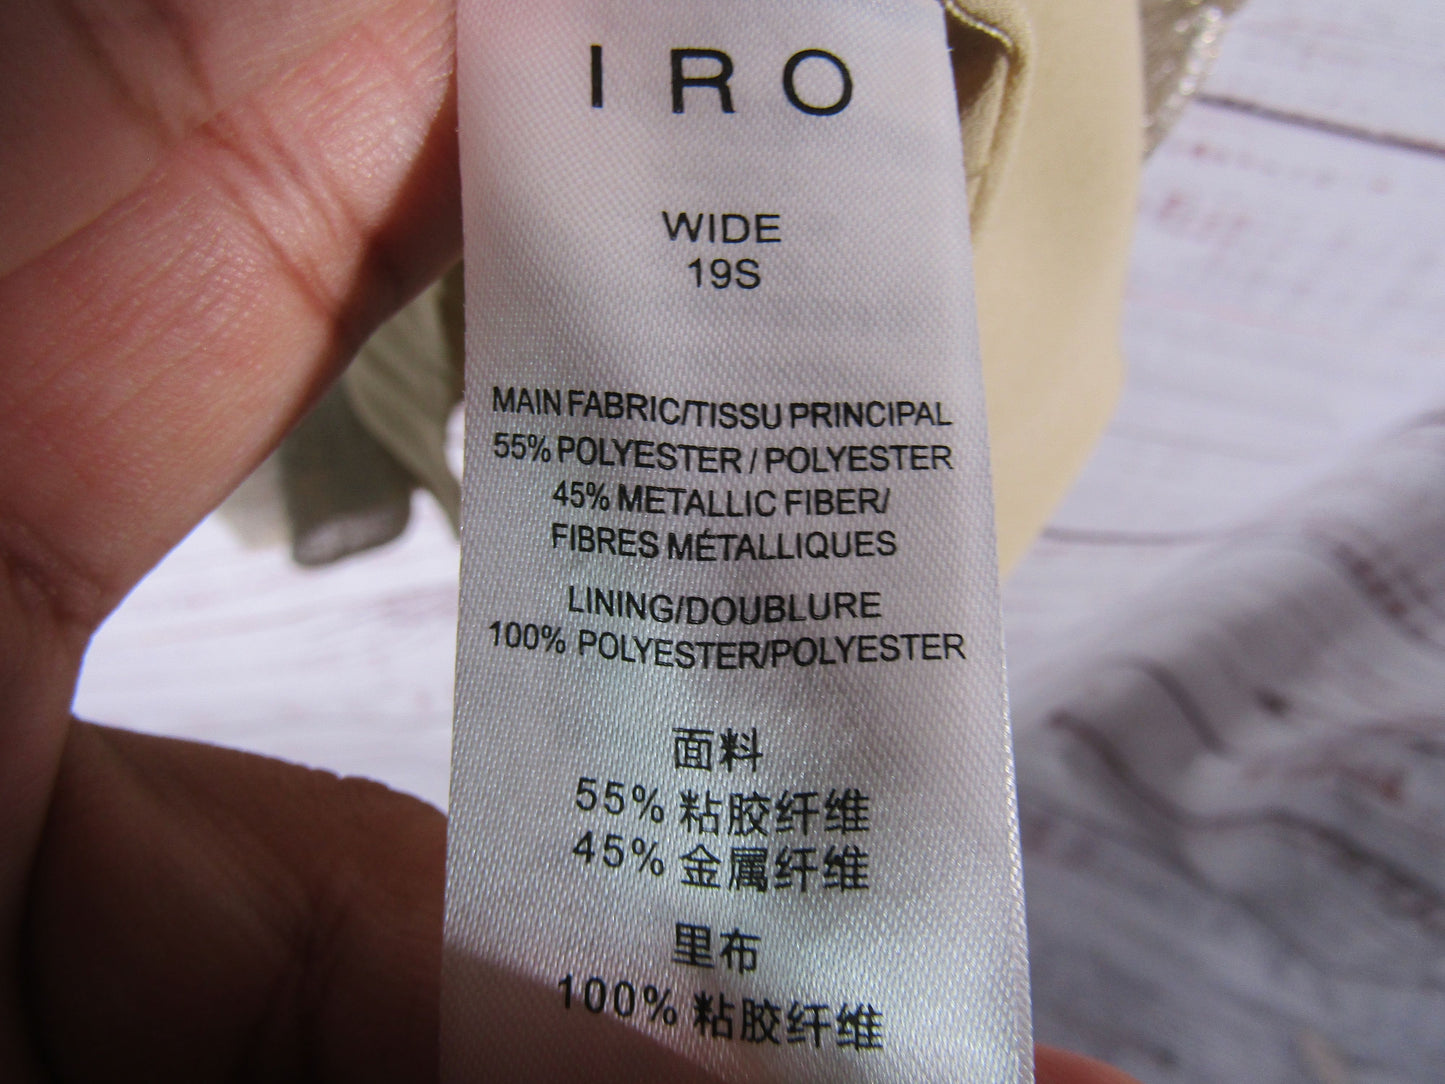 IRO
WIDE
19S
MAIN FABRIC/TISSU PRINCIPAL
55% POLYESTER / POLYESTER
45% METALLIC FIBER/
FIBRES MÉTALLIQUES
LINING/DOUBLURE
100% POLYESTER/POLYESTER
面料
55% 粘胶纤维
45% 金属纤维
里布
100% 粘胶纤维